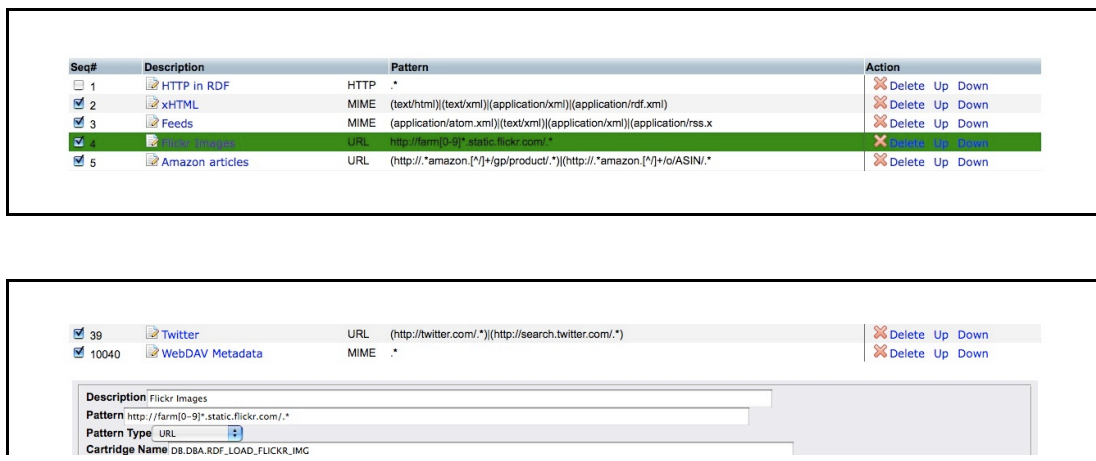 Seq# Description Pattern Action
1 HTTP in RDF HTTP .* Delete Up Down
2 xHTML MIME (text/html)|(text/xml)|(application/xml)|(application/rdf.xml) Delete Up Down
3 Feeds MIME (application/atom.xml)|(text/xml)|(application/xml)|(application/rss.x Delete Up Down
4 Flickr Images URL http://farm[0-9]*.static.flickr.com/.* Delete Up Down
5 Amazon articles URL (http://.*amazon.[^/]+/gp/product/.*)|(http://.*amazon.[^/]+/o/ASIN/.* Delete Up Down
39 Twitter URL (http://twitter.com/.*)|(http://search.twitter.com/.*) Delete Up Down
10040 WebDAV Metadata MIME .* Delete Up Down
Description Flickr Images
Pattern http://farm[0-9]*.static.flickr.com/.*
Pattern Type URL
Cartridge Name DB.DBA.RDF_LOAD_FLICKR_IMG